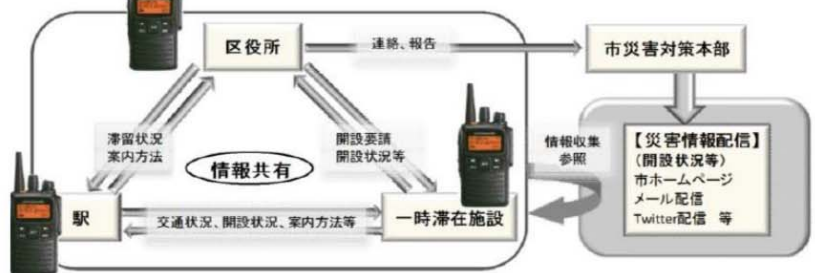 区役所
連絡、報告
市災害対策本部
滞留状況
案内方法
開設要請
開設状況等
情報共有
情報収集
参照
【災害情報配信】
(開設状況等)
市ホームページ
メール配信
Twitter配信 等
駅
交通状況、開設状況、案内方法等
一時滞在施設